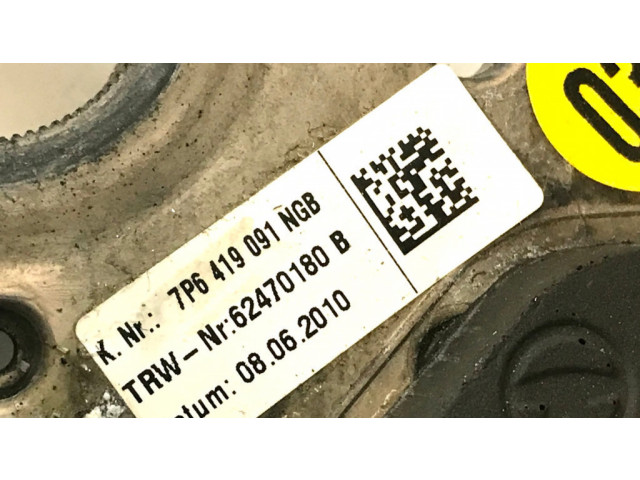 K. Nr.: 7P6 419 091 NGB
TRW-Nr:62470180 B
tum: 08.06.2010